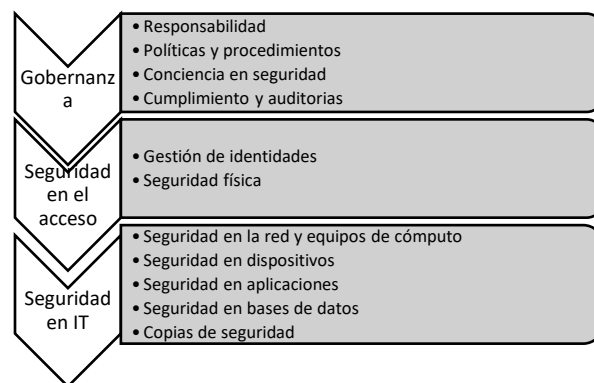 Gobernanz
a
• Responsabilidad
• Políticas y procedimientos
• Conciencia en seguridad
• Cumplimiento y auditorias
Seguridad
en el
acceso
• Gestión de identidades
• Seguridad física
Seguridad
en IT
• Seguridad en la red y equipos de cómputo
• Seguridad en dispositivos
• Seguridad en aplicaciones
• Seguridad en bases de datos
• Copias de seguridad